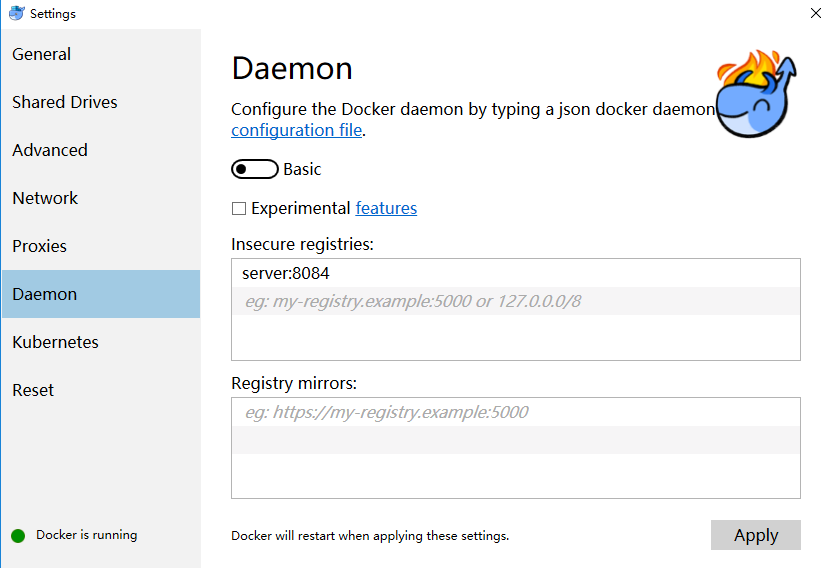 Settings
General
Shared Drives
Advanced
Network
Proxies
Daemon
Kubernetes
Reset
Docker is running
Daemon
Configure the Docker daemon by typing a json docker daemon
configuration file.
Basic
Experimental features
Insecure registries:
server:8084
eg: my-registry.example:5000 or 127.0.0.0/8
Registry mirrors:
eg: https://my-registry.example:5000
Docker will restart when applying these settings.
Apply